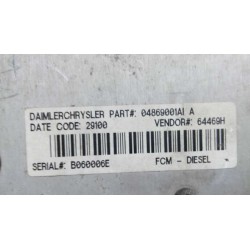 DAIMLERCHRYSLER PART#: 04869001AI A
DATE CODE: 29100 VENDOR#: 64469H
SERIAL#: B060006E FCM - DIESEL